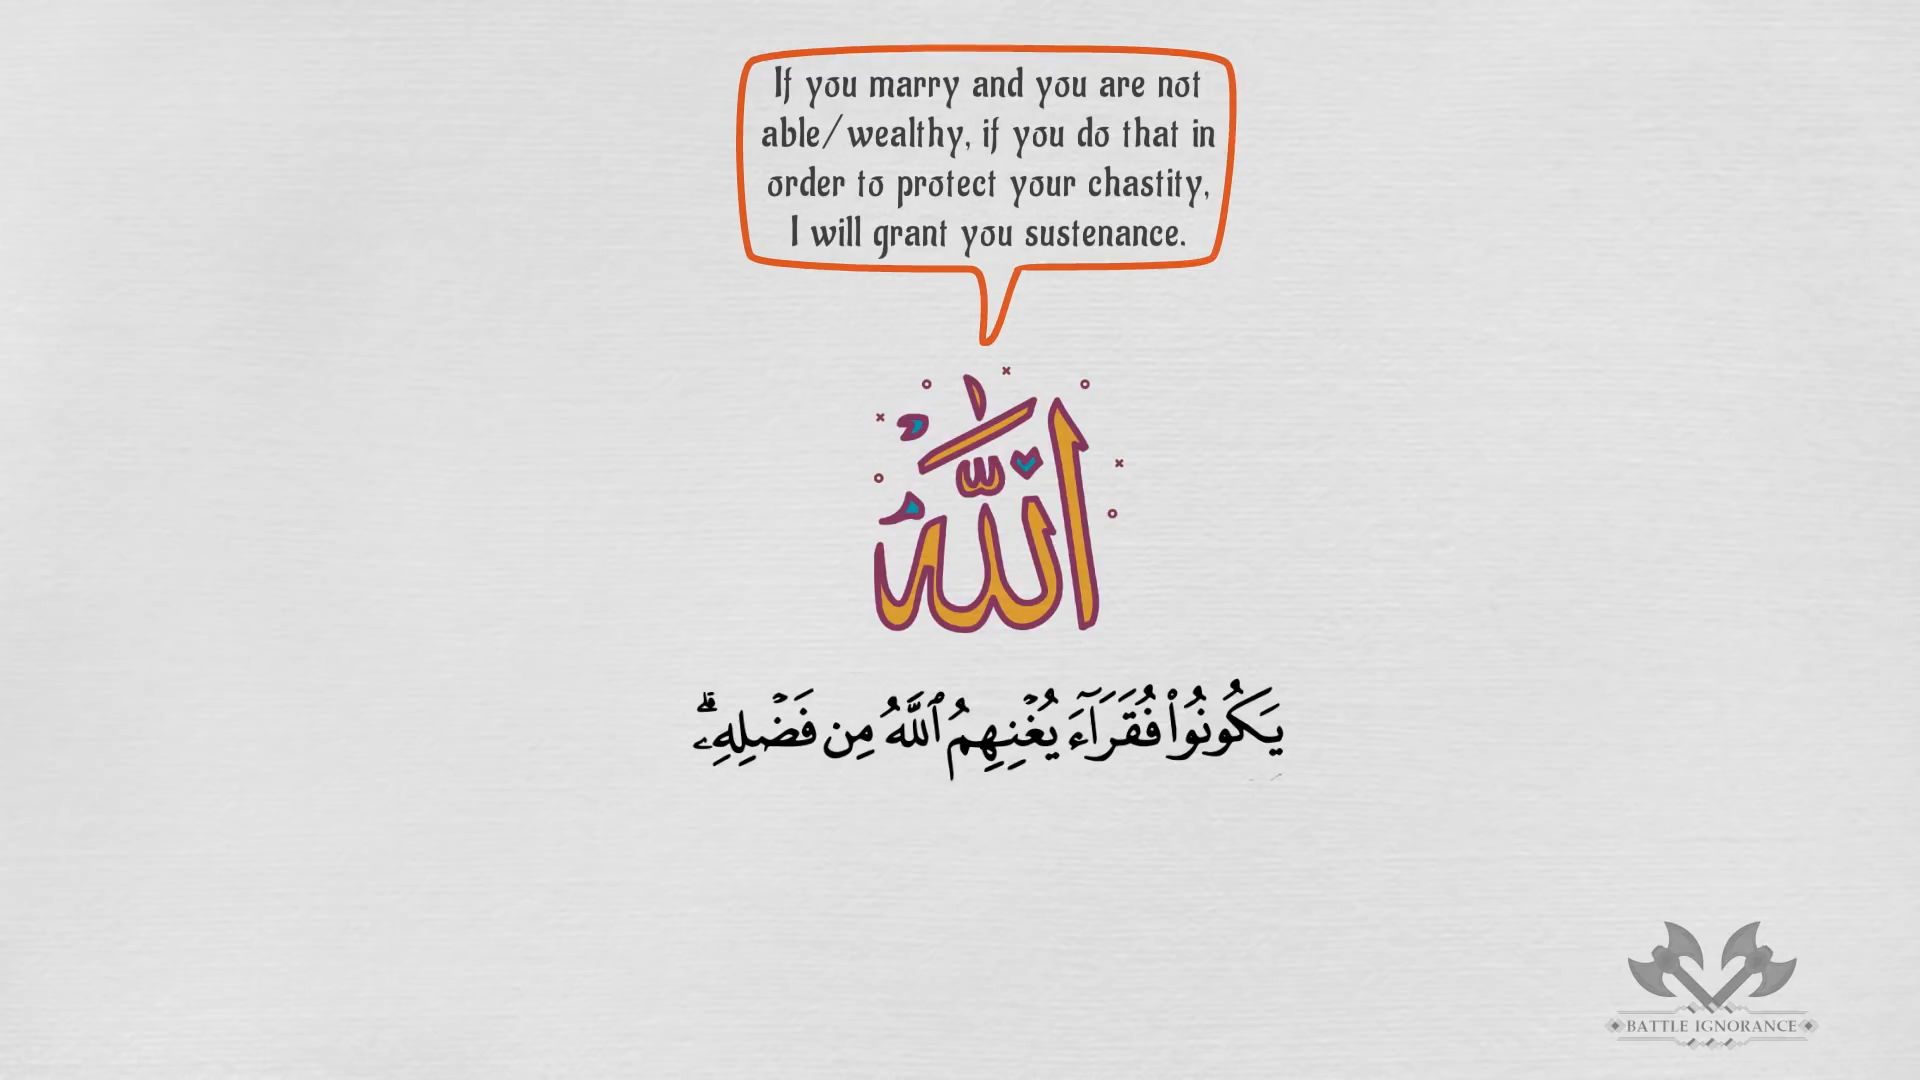 If you marry and you are not
able/wealthy, if you do that in
order to protect your chastity,
I will grant you sustenance.
اللَّهُ
يَكُونُوا۟ فُقَرَآءَ يُغْنِهِمُ ٱللَّهُ مِن فَضْلِهِۦ ۗ
BATTLE IGNORANCE